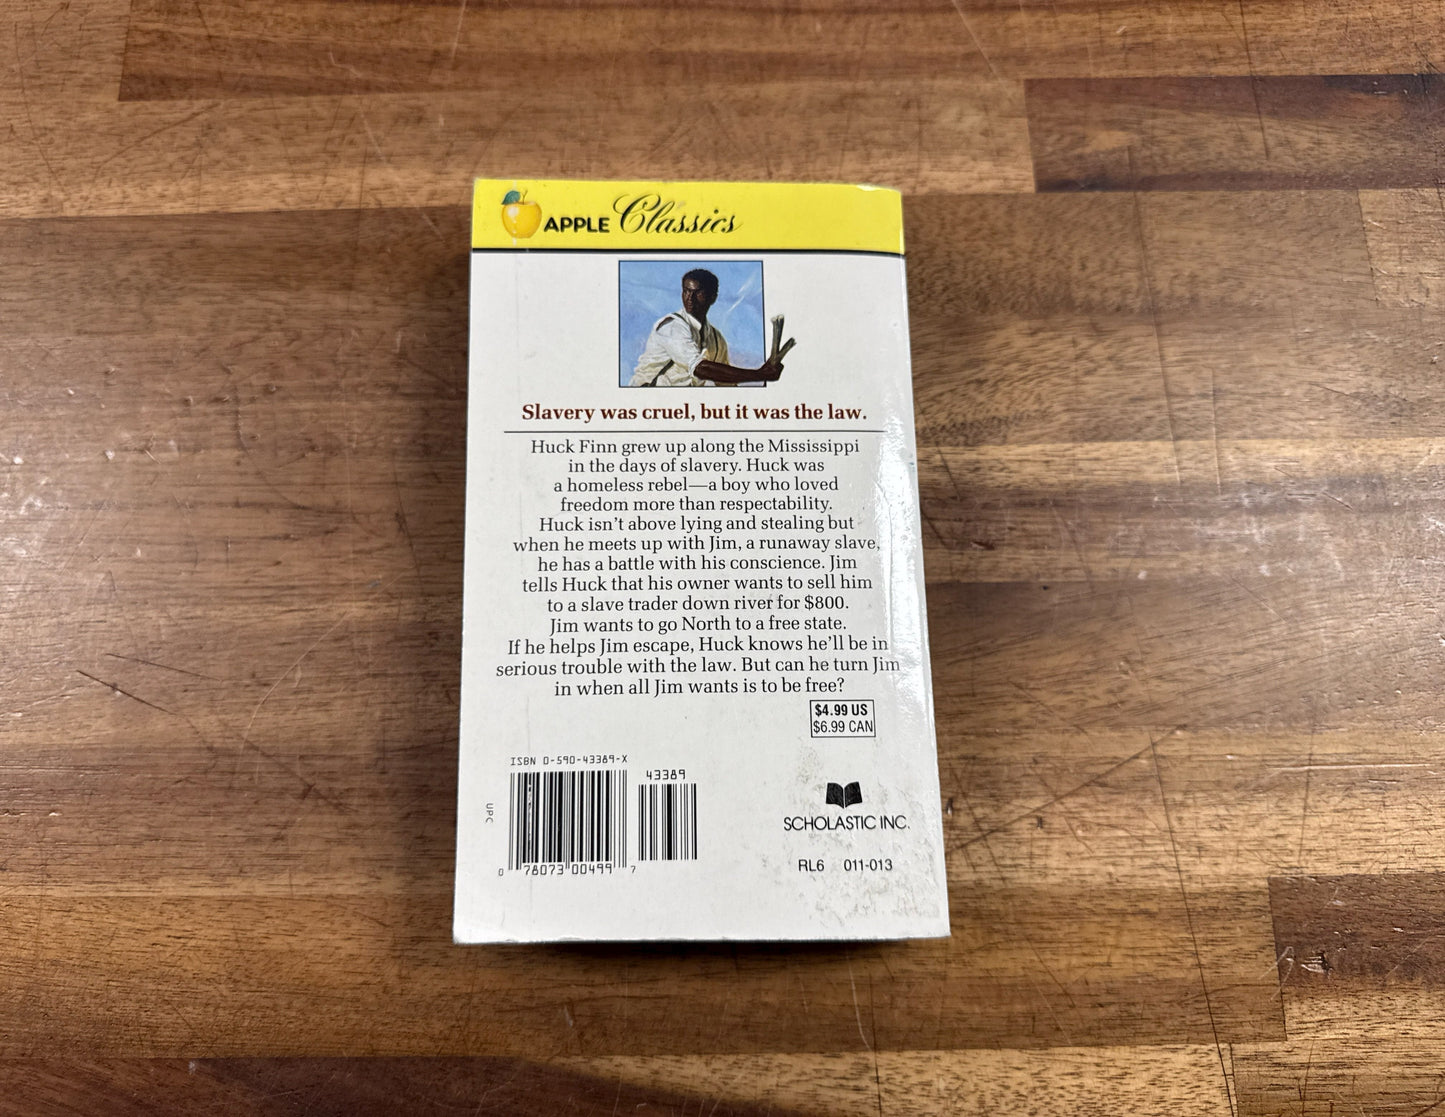 APPLE Classics
Slavery was cruel, but it was the law.
Huck Finn grew up along the Mississippi
in the days of slavery. Huck was
a homeless rebel—a boy who loved
freedom more than respectability.
Huck isn't above lying and stealing but
when he meets up with Jim, a runaway slave,
he has a battle with his conscience. Jim
tells Huck that his owner wants to sell him
to a slave trader down river for $800.
Jim wants to go North to a free state.
If he helps Jim escape, Huck knows he'll be in
serious trouble with the law. But can he turn Jim
in when all Jim wants is to be free?
$4.99 US
$6.99 CAN
ISBN 0-590-43389-X
43389
UPC
0 78073 00499 7
SCHOLASTIC INC.
RL6 011-013